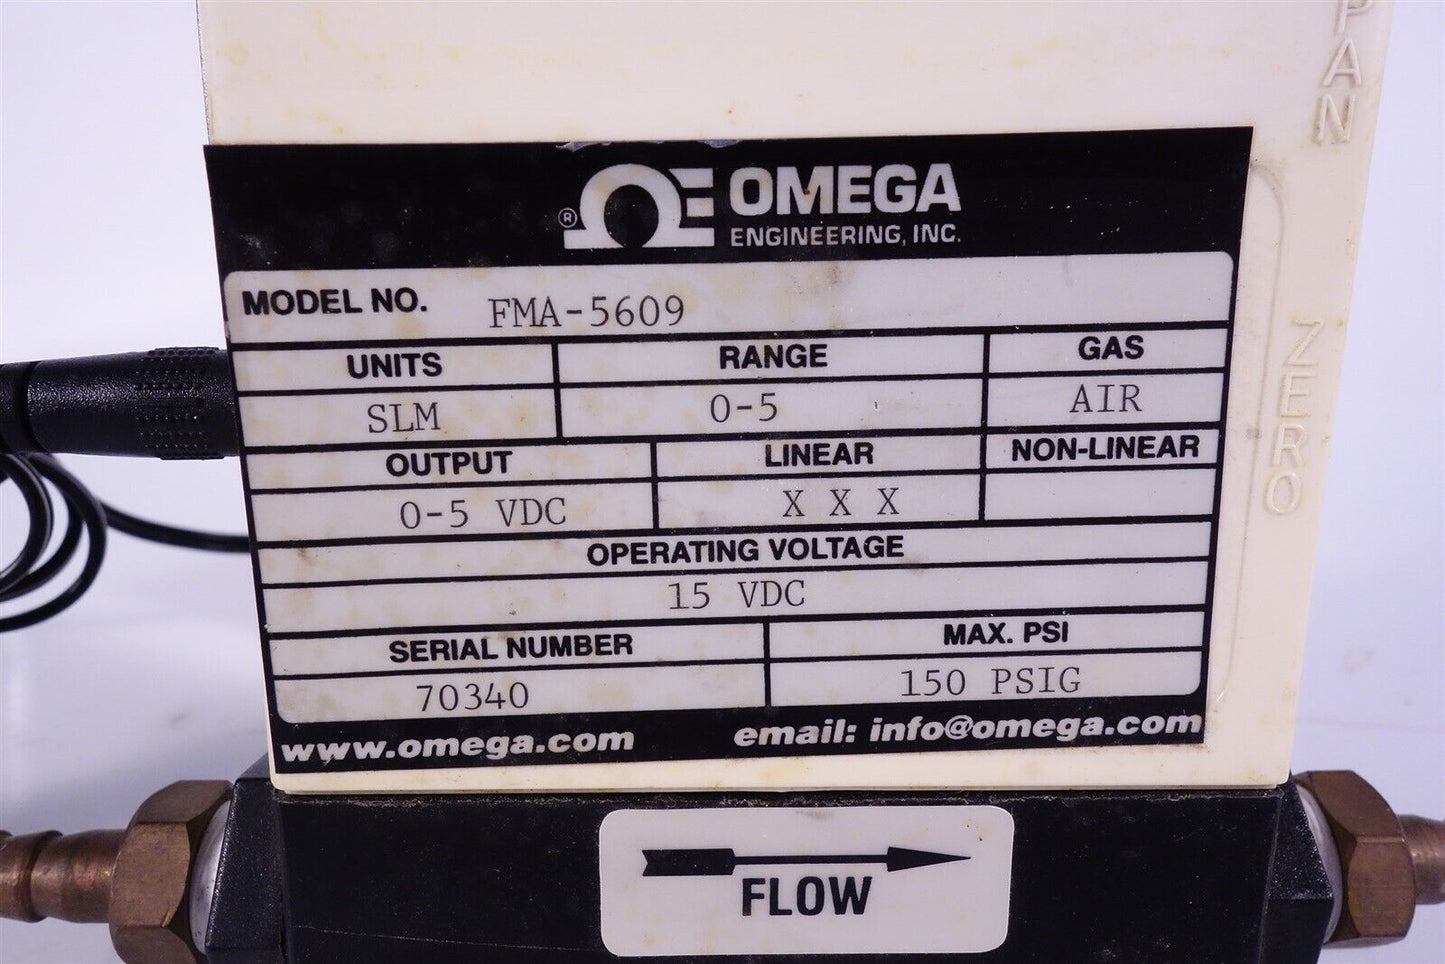 ® OMEGA
ENGINEERING, INC.
MODEL NO. FMA-5609
UNITS RANGE GAS
SLM 0-5 AIR
OUTPUT LINEAR NON-LINEAR
0-5 VDC X X X
OPERATING VOLTAGE
15 VDC
SERIAL NUMBER MAX. PSI
70340 150 PSIG
www.omega.com email: info@omega.com
FLOW
PAN
ZERO